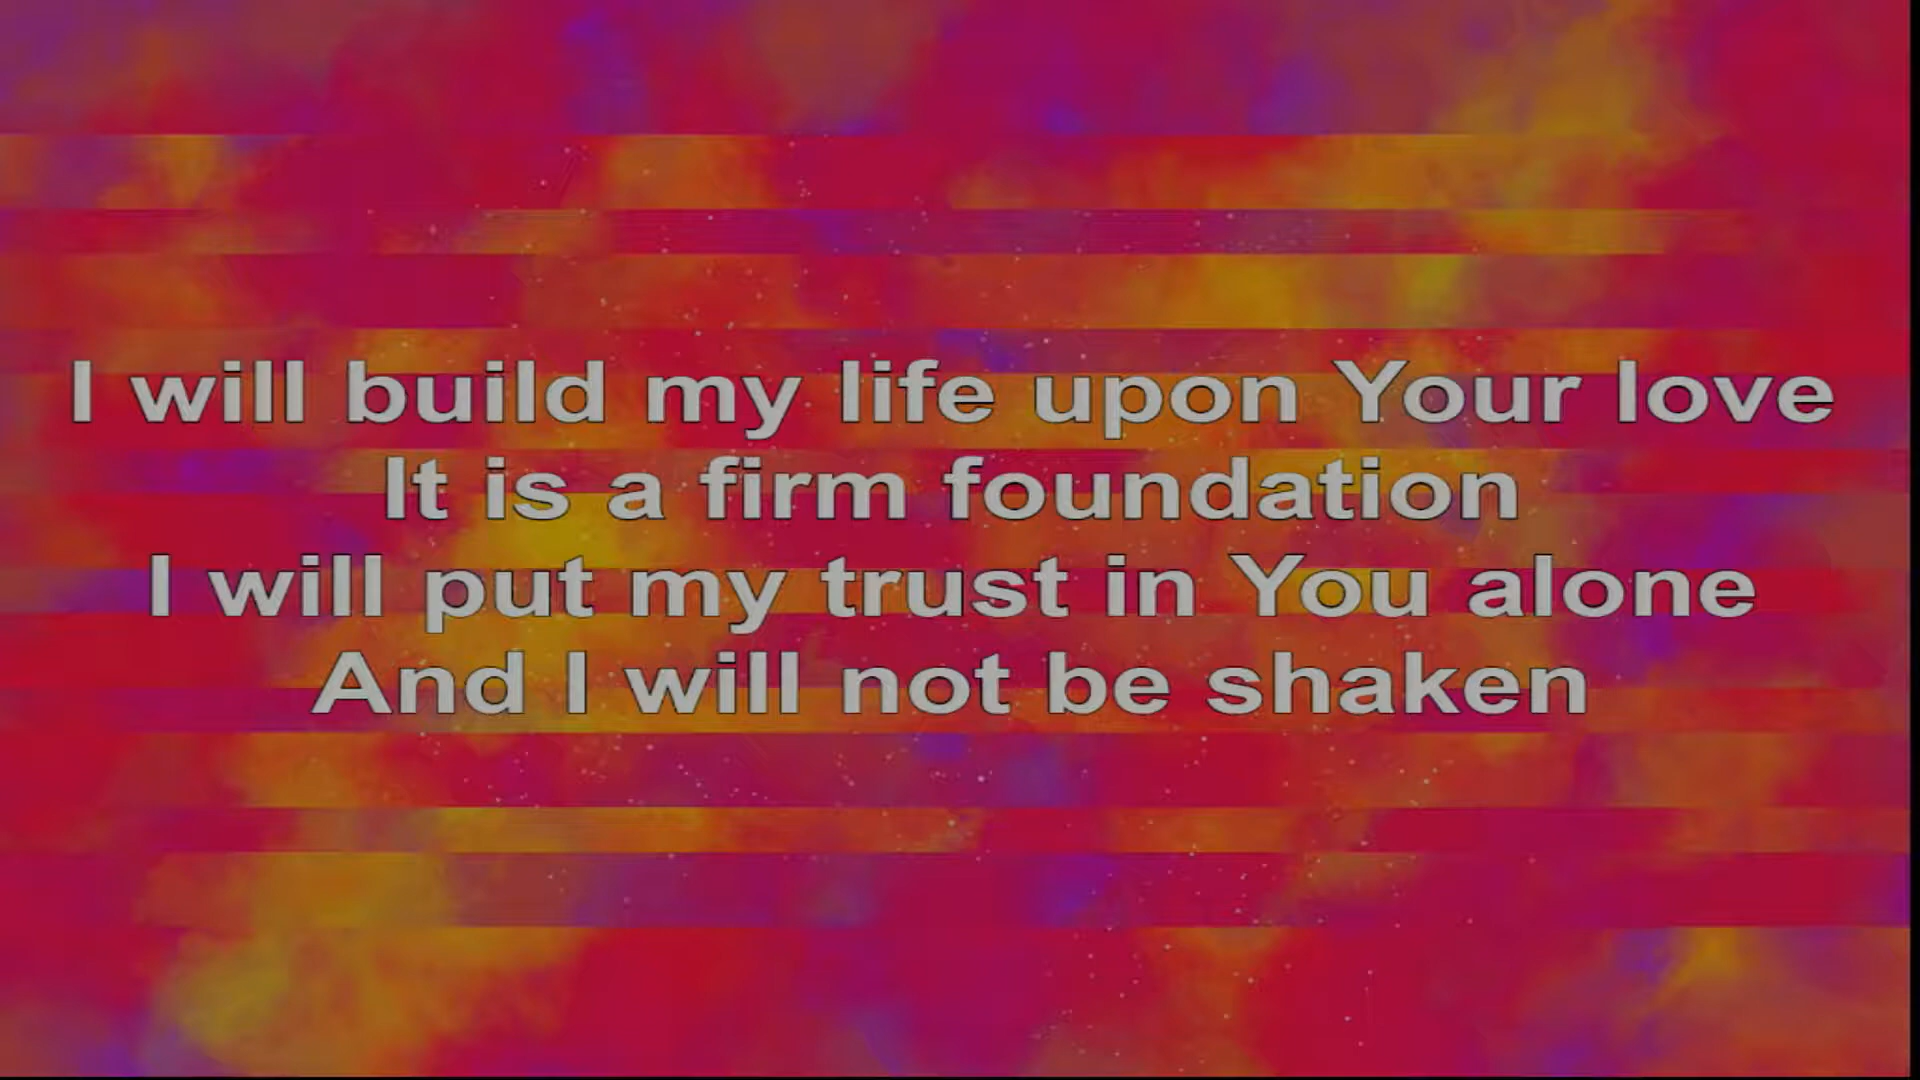 I will build my life upon Your love
It is a firm foundation
I will put my trust in You alone
And I will not be shaken